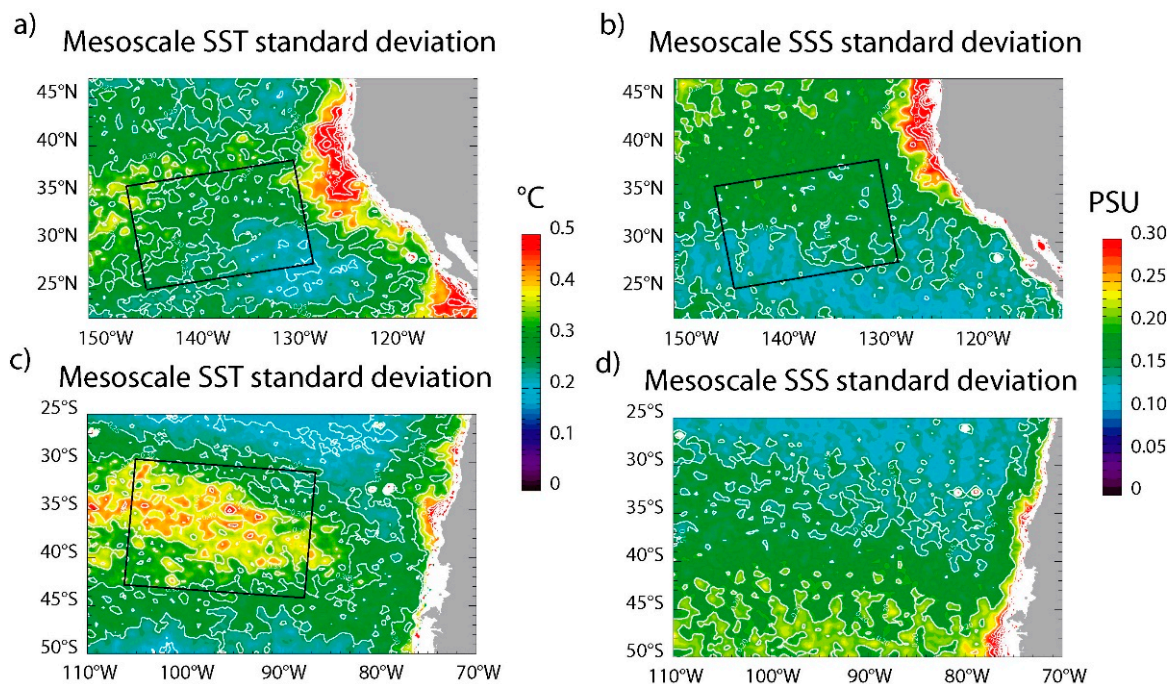 a)
Mesoscale SST standard deviation
45°N
40°N
35°N
30°N
25°N
150°W 140°W 130°W 120°W
°C
0.5
0.4
0.3
0.2
0.1
0
b)
Mesoscale SSS standard deviation
45°N
40°N
35°N
30°N
25°N
150°W 140°W 130°W 120°W
PSU
0.30
0.25
0.20
0.15
0.10
0.05
0
c)
Mesoscale SST standard deviation
25°S
30°S
35°S
40°S
45°S
50°S
110°W 100°W 90°W 80°W 70°W
d)
Mesoscale SSS standard deviation
25°S
30°S
35°S
40°S
45°S
50°S
110°W 100°W 90°W 80°W 70°W